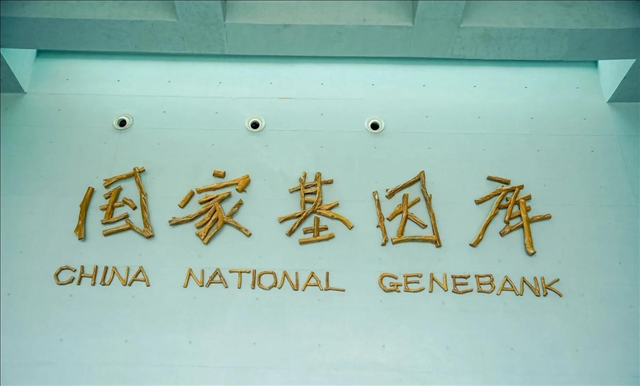 国家基因库
CHINA NATIONAL GENEBANK